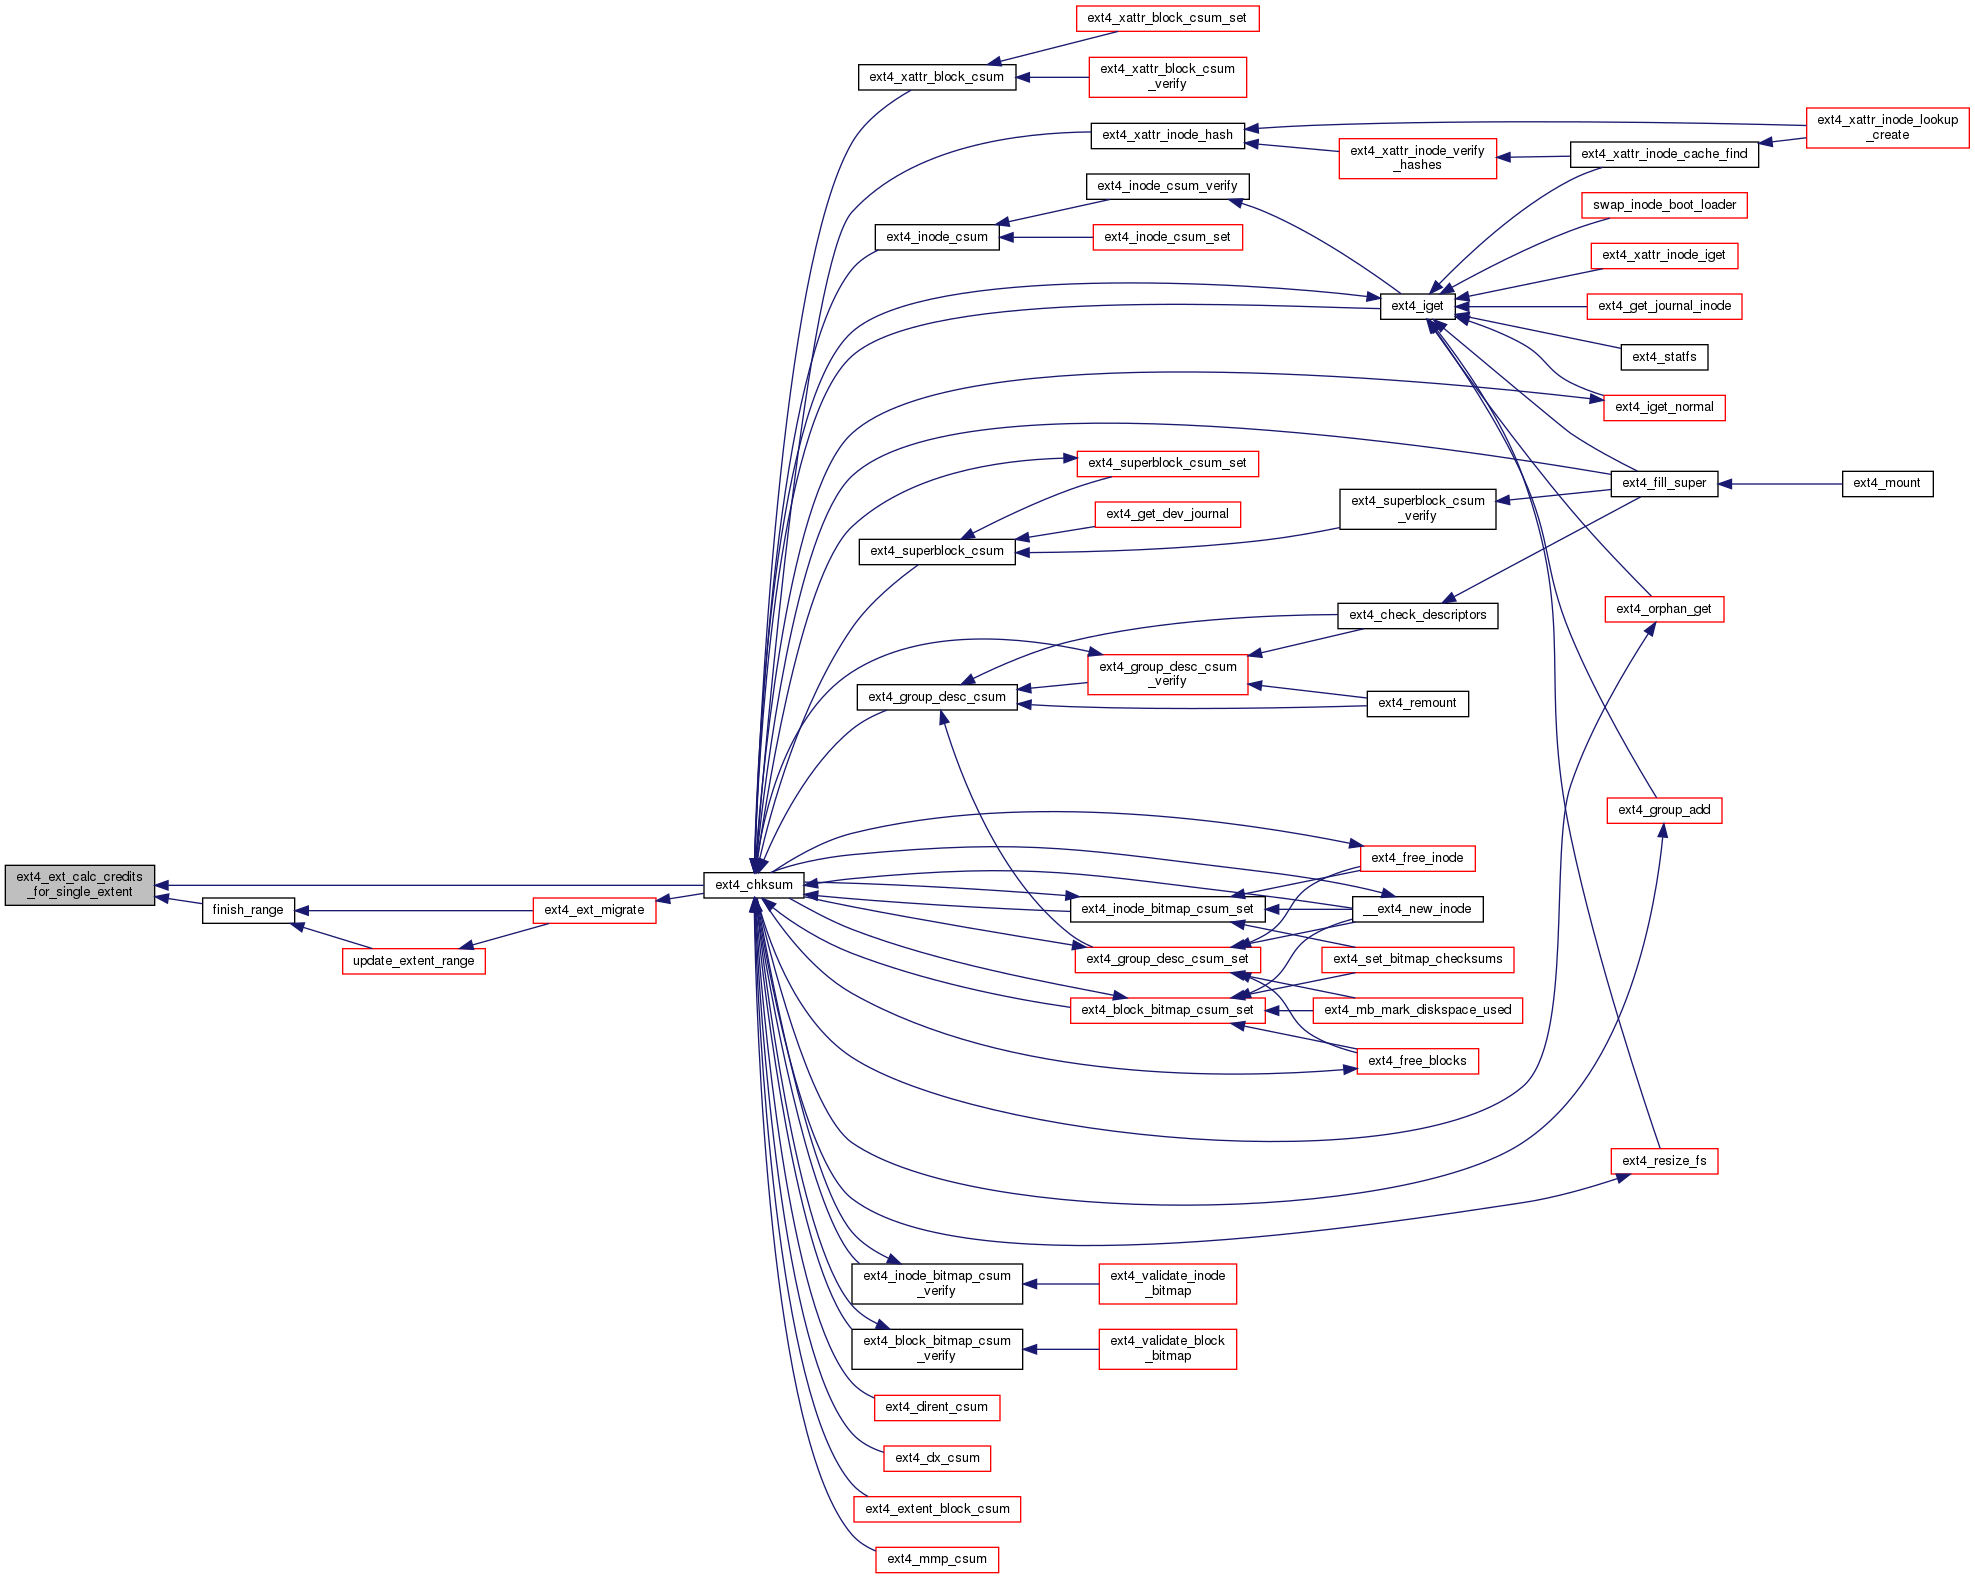 ext4_xattr_block_csum_set
ext4_xattr_block_csum
ext4_xattr_block_csum
_verify
ext4_xattr_inode_hash
ext4_xattr_inode_lookup
_create
ext4_xattr_inode_verify
_hashes
ext4_xattr_inode_cache_find
ext4_inode_csum_verify
swap_inode_boot_loader
ext4_inode_csum
ext4_inode_csum_set
ext4_xattr_inode_iget
ext4_iget
ext4_get_journal_inode
ext4_statfs
ext4_iget_normal
ext4_superblock_csum_set
ext4_fill_super
ext4_mount
ext4_superblock_csum
_verify
ext4_get_dev_journal
ext4_superblock_csum
ext4_check_descriptors
ext4_orphan_get
ext4_group_desc_csum
_verify
ext4_group_desc_csum
ext4_remount
ext4_group_add
ext4_free_inode
ext4_ext_calc_credits
_for_single_extent
ext4_chksum
finish_range
ext4_ext_migrate
ext4_inode_bitmap_csum_set
__ext4_new_inode
update_extent_range
ext4_group_desc_csum_set
ext4_set_bitmap_checksums
ext4_block_bitmap_csum_set
ext4_mb_mark_diskspace_used
ext4_free_blocks
ext4_resize_fs
ext4_inode_bitmap_csum
_verify
ext4_validate_inode
_bitmap
ext4_block_bitmap_csum
_verify
ext4_validate_block
_bitmap
ext4_dirent_csum
ext4_dx_csum
ext4_extent_block_csum
ext4_mmp_csum